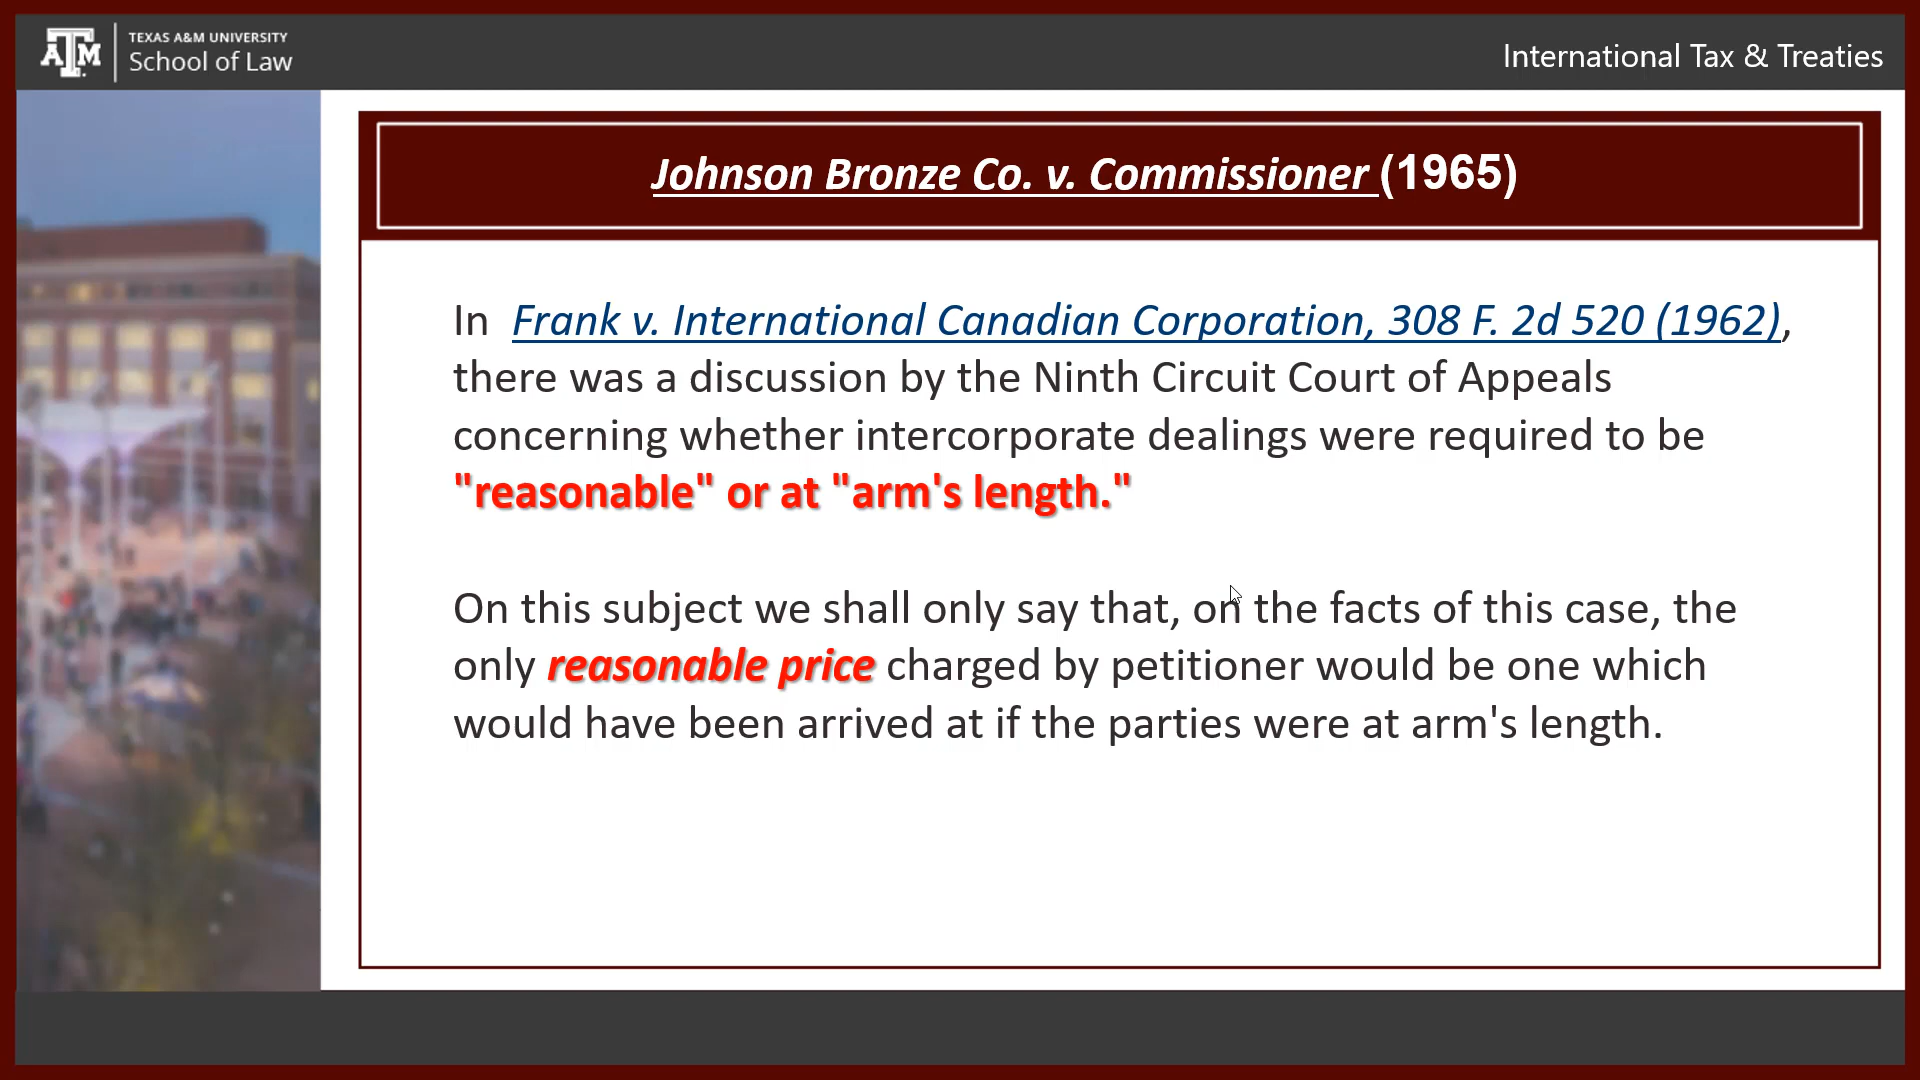 TEXAS A&M UNIVERSITY
School of Law
International Tax & Treaties
Johnson Bronze Co. v. Commissioner (1965)
In Frank v. International Canadian Corporation, 308 F. 2d 520 (1962),
there was a discussion by the Ninth Circuit Court of Appeals
concerning whether intercorporate dealings were required to be
"reasonable" or at "arm's length."
On this subject we shall only say that, on the facts of this case, the
only reasonable price charged by petitioner would be one which
would have been arrived at if the parties were at arm's length.